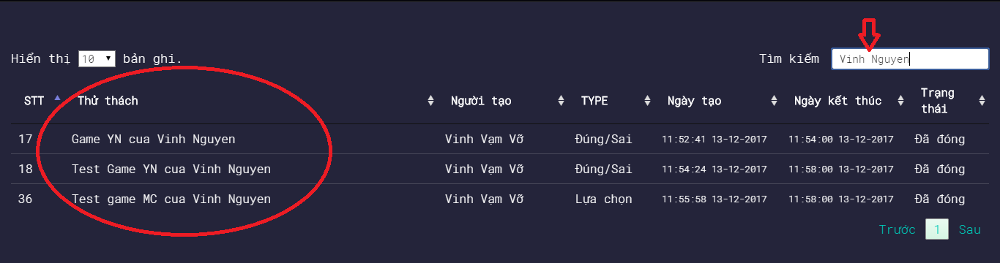 Hiển thị 10 bản ghi. Tìm kiếm Vinh Nguyen
STT Thử thách Người tạo TYPE Ngày tạo Ngày kết thúc Trạng thái
17 Game YN cua Vinh Nguyen Vinh Vạm Vỡ Đúng/Sai 11:52:41 13-12-2017 11:54:00 13-12-2017 Đã đóng
18 Test Game YN cua Vinh Nguyen Vinh Vạm Vỡ Đúng/Sai 11:54:24 13-12-2017 11:58:00 13-12-2017 Đã đóng
36 Test game MC cua Vinh Nguyen Vinh Vạm Vỡ Lựa chọn 11:55:58 13-12-2017 11:58:00 13-12-2017 Đã đóng
Trước 1 Sau